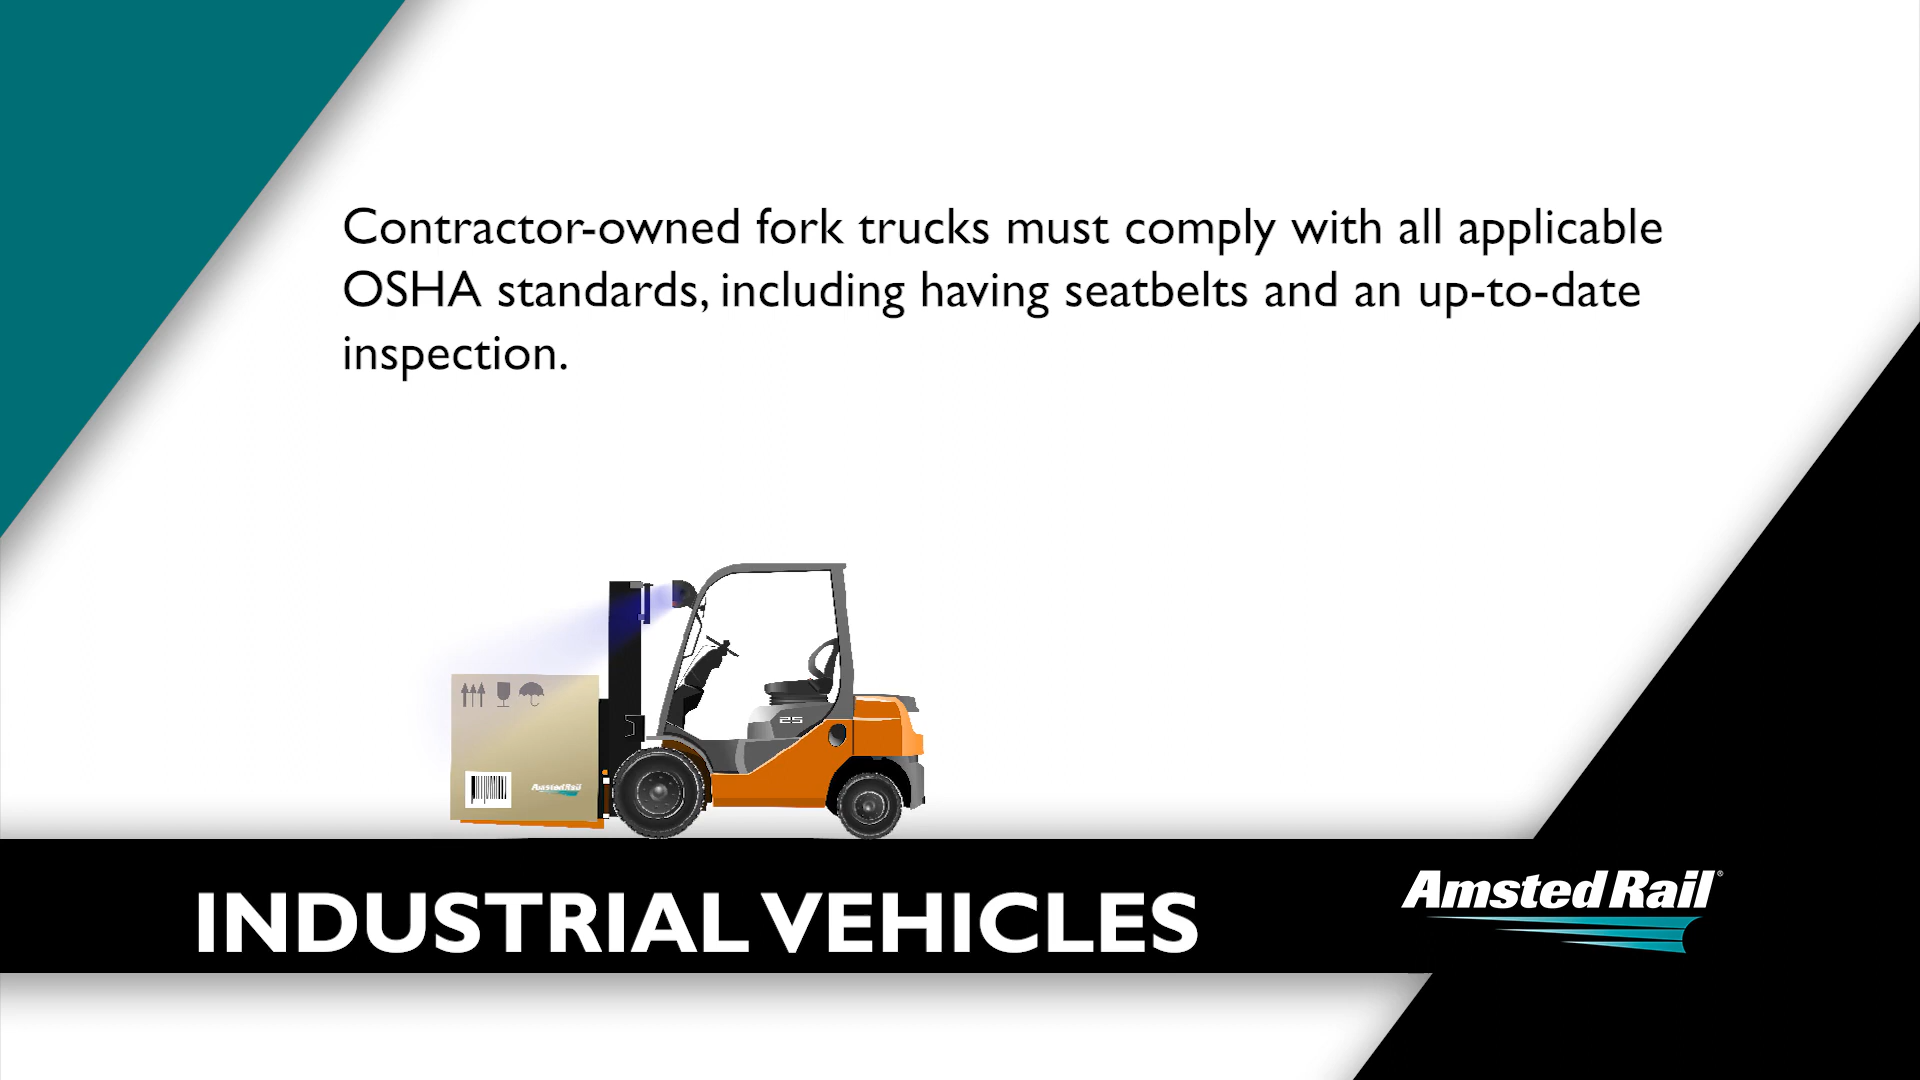 Contractor-owned fork trucks must comply with all applicable
OSHA standards, including having seatbelts and an up-to-date
inspection.
25
AmstedRail
INDUSTRIAL VEHICLES
AmstedRail®